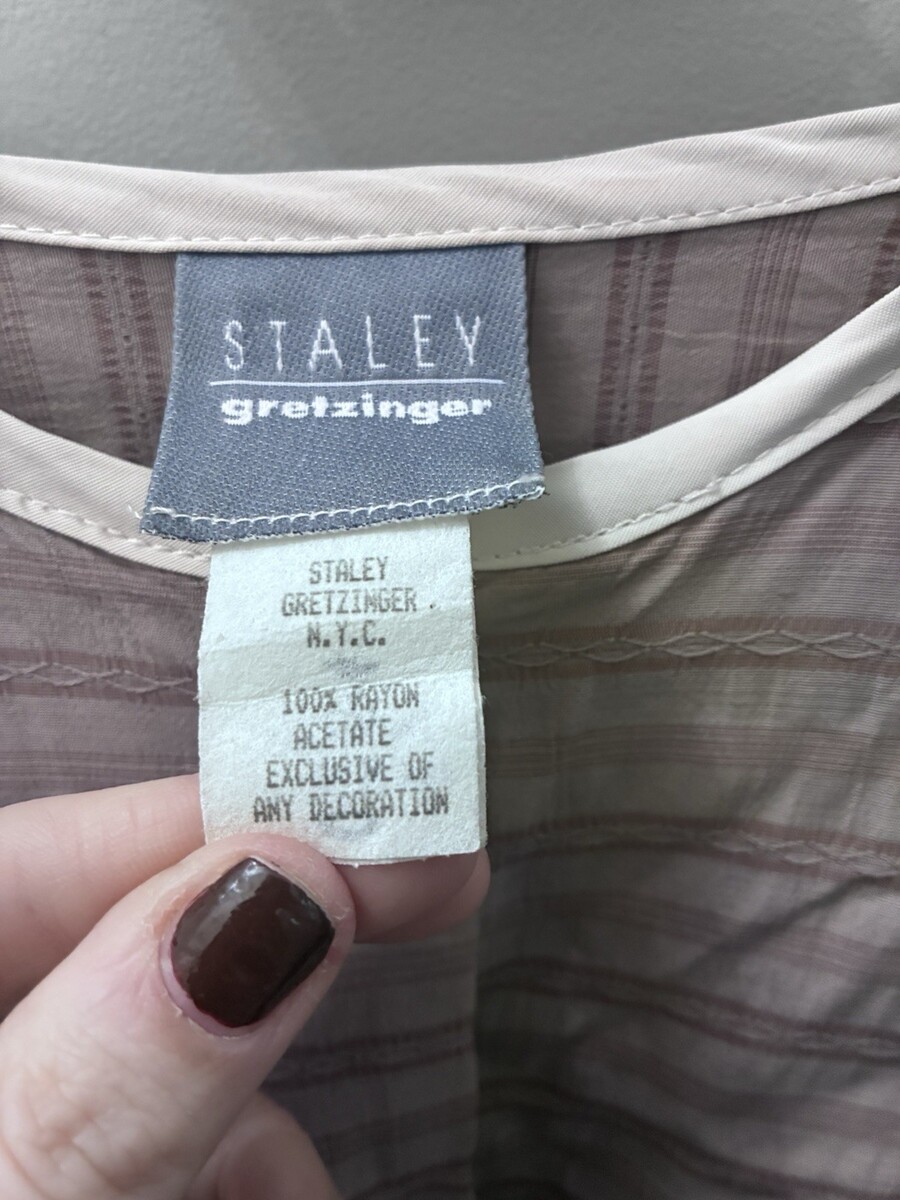 STALEY
gretzinger
STALEY
GRETZINGER
N.Y.C.
100% RAYON
ACETATE
EXCLUSIVE OF
ANY DECORATION